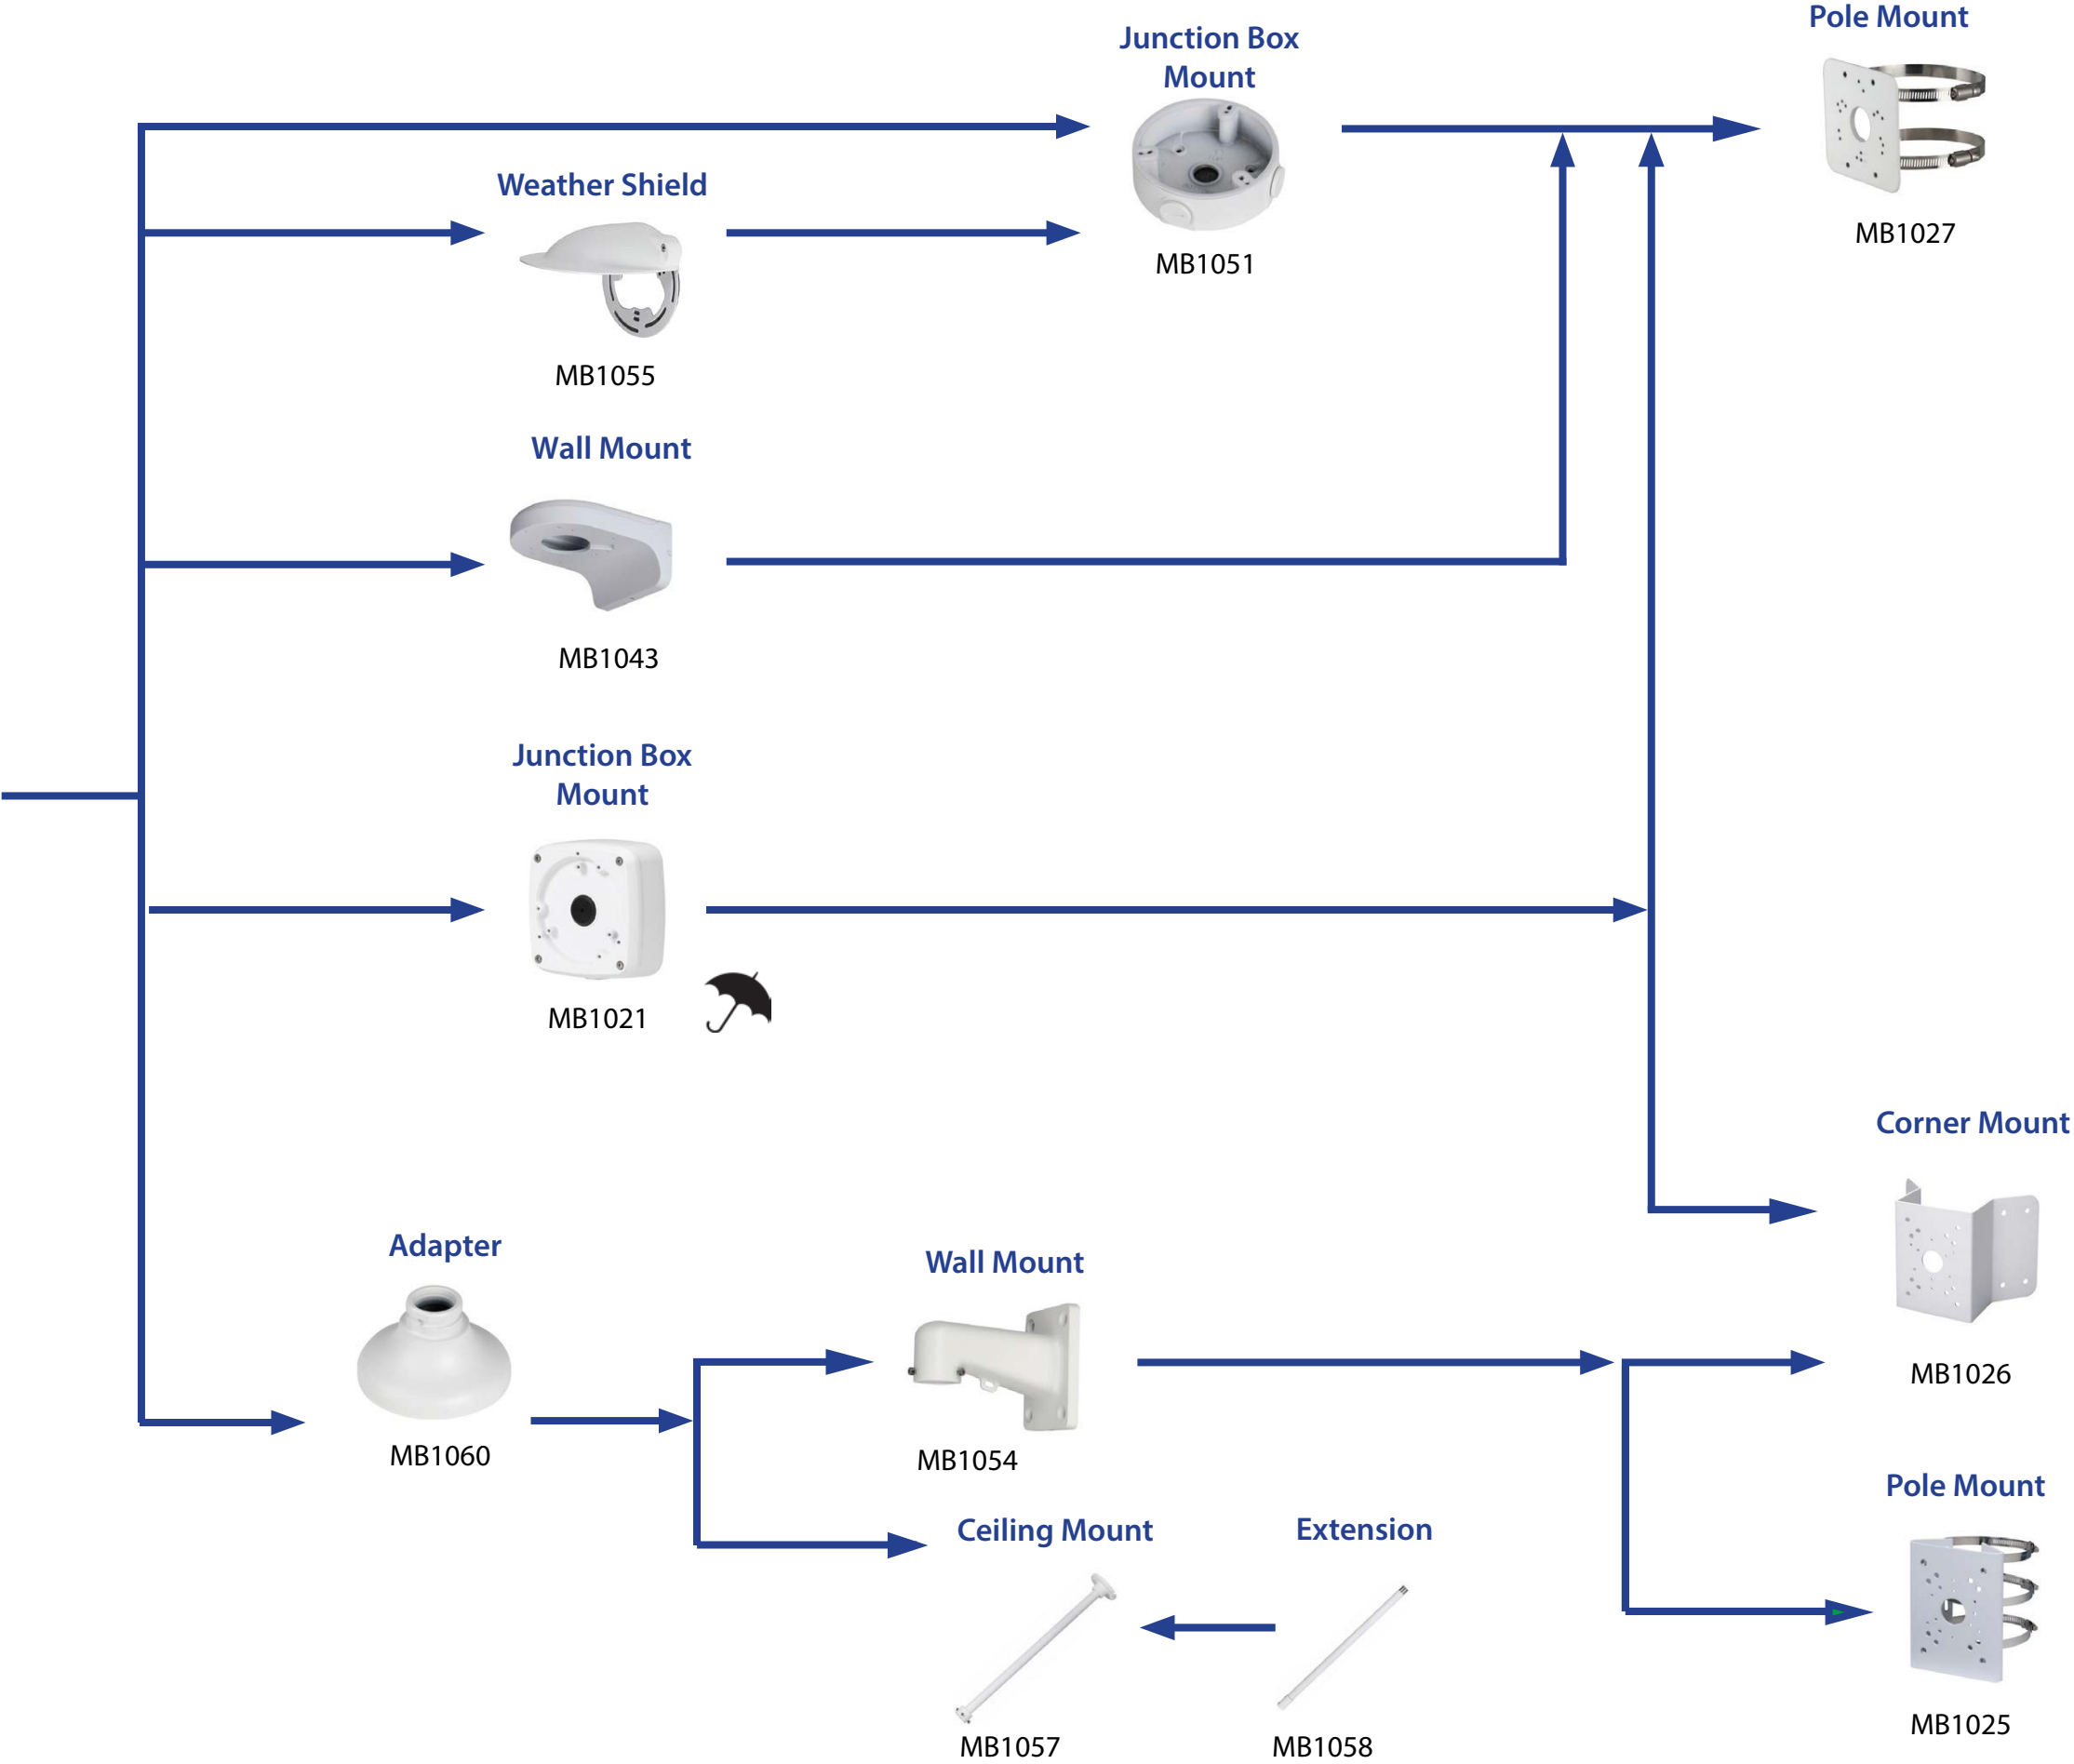 Pole Mount
Junction Box
Mount
MB1027
MB1051
Weather Shield
MB1055
Wall Mount
MB1043
Junction Box
Mount
MB1021
Corner Mount
MB1026
Adapter
MB1060
Wall Mount
MB1054
Pole Mount
MB1025
Ceiling Mount
MB1057
Extension
MB1058